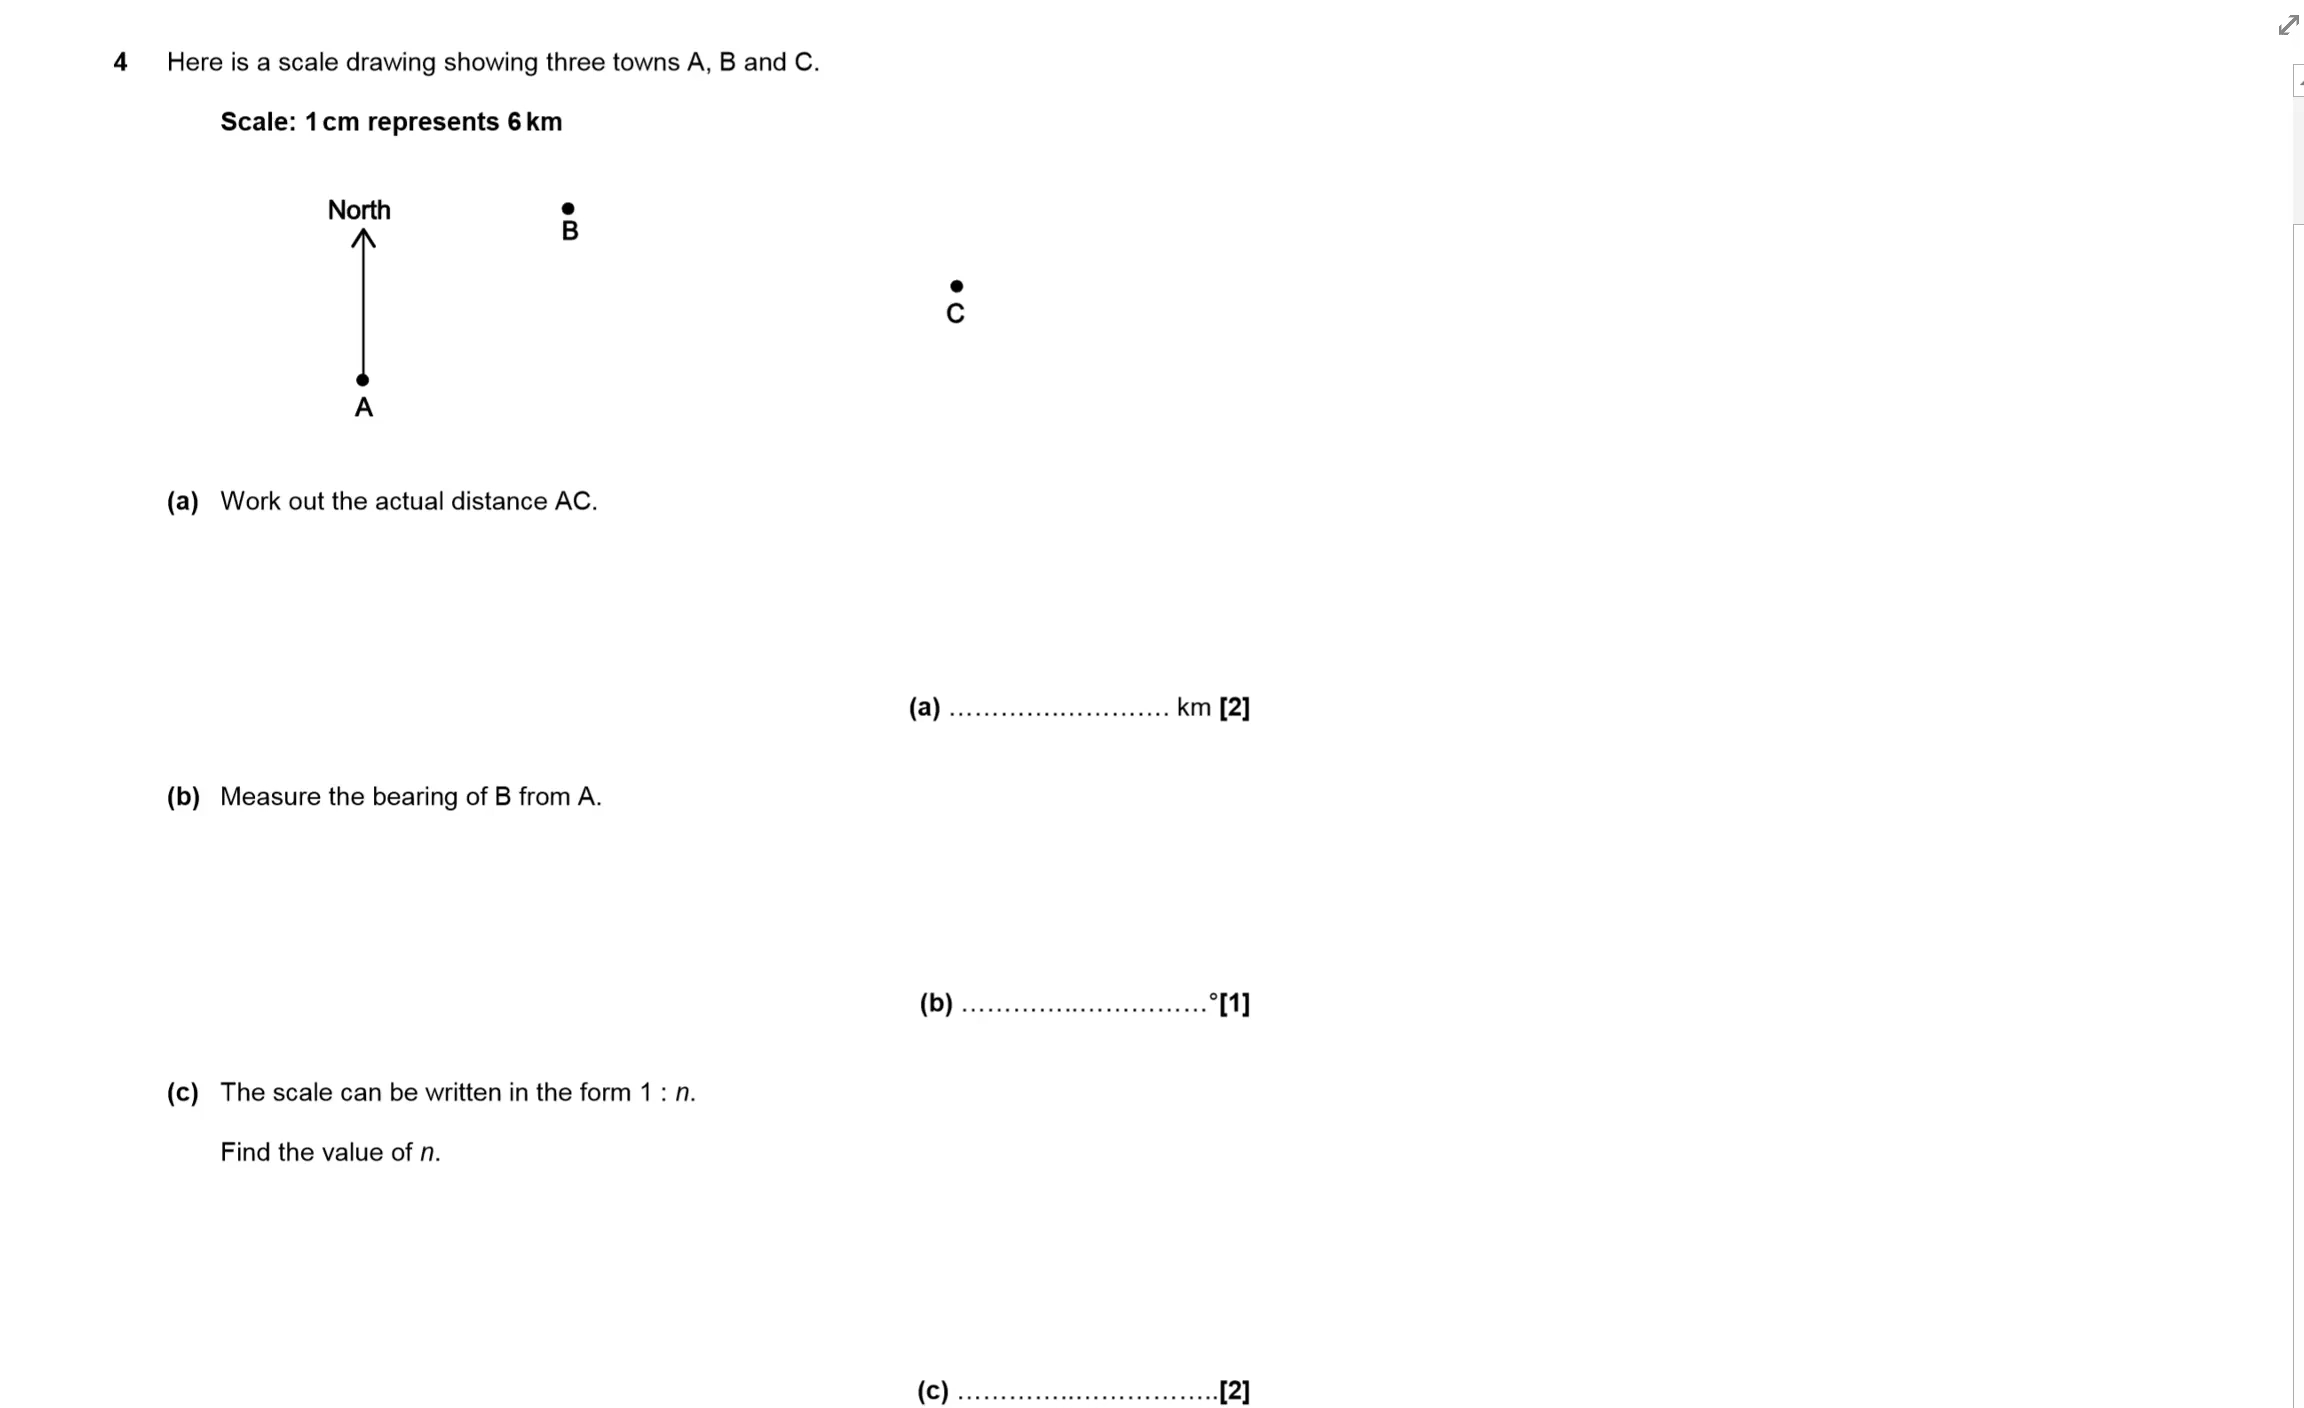 4 Here is a scale drawing showing three towns A, B and C.
Scale: 1 cm represents 6 km
North
B
C
A
(a) Work out the actual distance AC.
(a) ............................ km [2]
(b) Measure the bearing of B from A.
(b) ................................°[1]
(c) The scale can be written in the form 1 : n.
Find the value of n.
(c) ..................................[2]